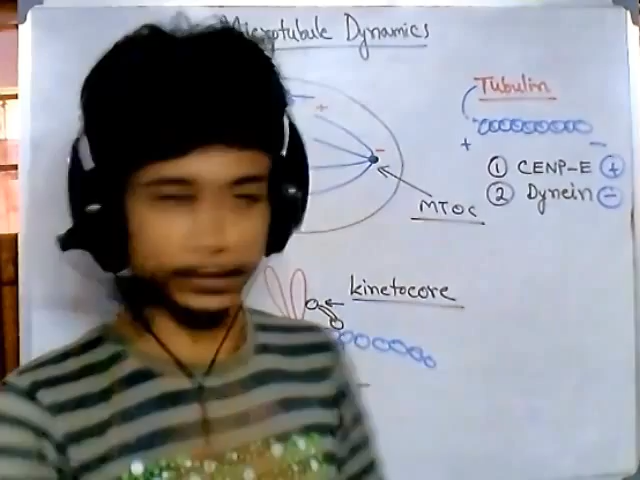 Microtubule Dynamics
+
Tubulin
+ −
−
① CENP-E +
② Dynein −
MTOC
kinetocore